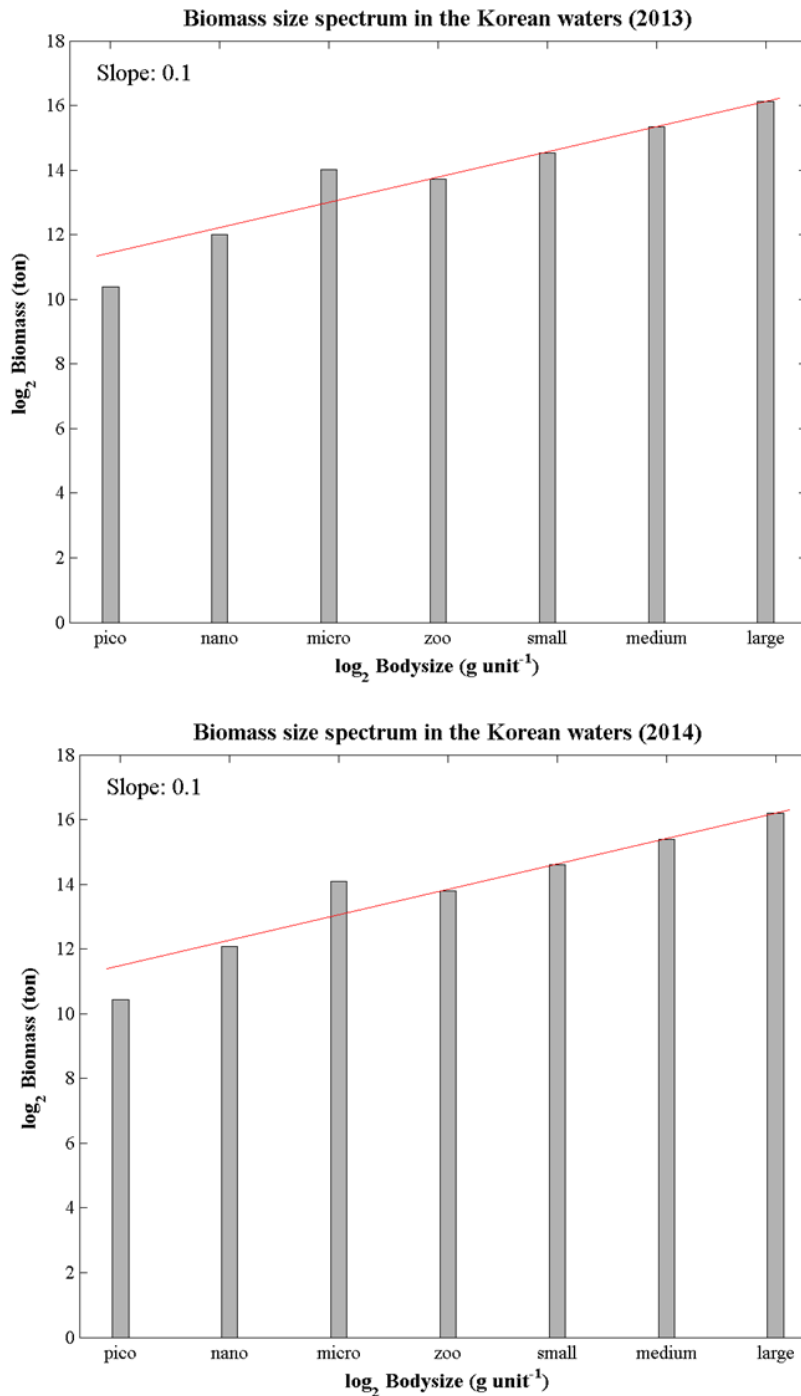 Biomass size spectrum in the Korean waters (2013)
18
Slope: 0.1
16
14
12
10
8
6
4
2
0
log₂ Biomass (ton)
pico nano micro zoo small medium large
log₂ Bodysize (g unit⁻¹)
Biomass size spectrum in the Korean waters (2014)
18
Slope: 0.1
16
14
12
10
8
6
4
2
0
log₂ Biomass (ton)
pico nano micro zoo small medium large
log₂ Bodysize (g unit⁻¹)